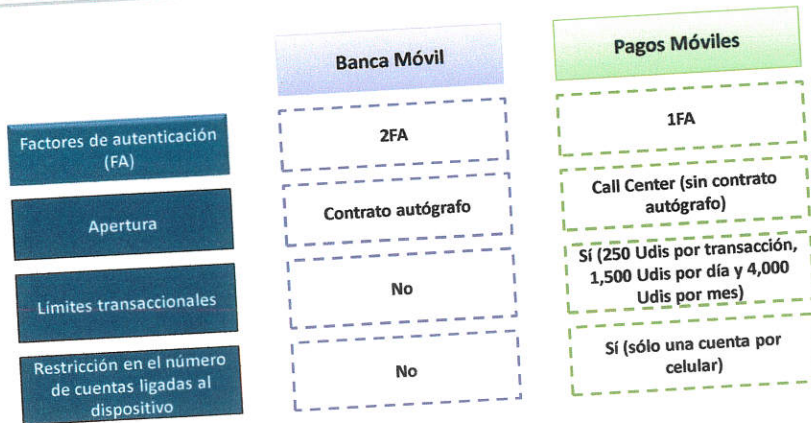 Banca Móvil
Pagos Móviles
Factores de autenticación
(FA)
2FA
1FA
Apertura
Contrato autógrafo
Call Center (sin contrato
autógrafo)
Límites transaccionales
No
Sí (250 Udis por transacción,
1,500 Udis por día y 4,000
Udis por mes)
Restricción en el número
de cuentas ligadas al
dispositivo
No
Sí (sólo una cuenta por
celular)